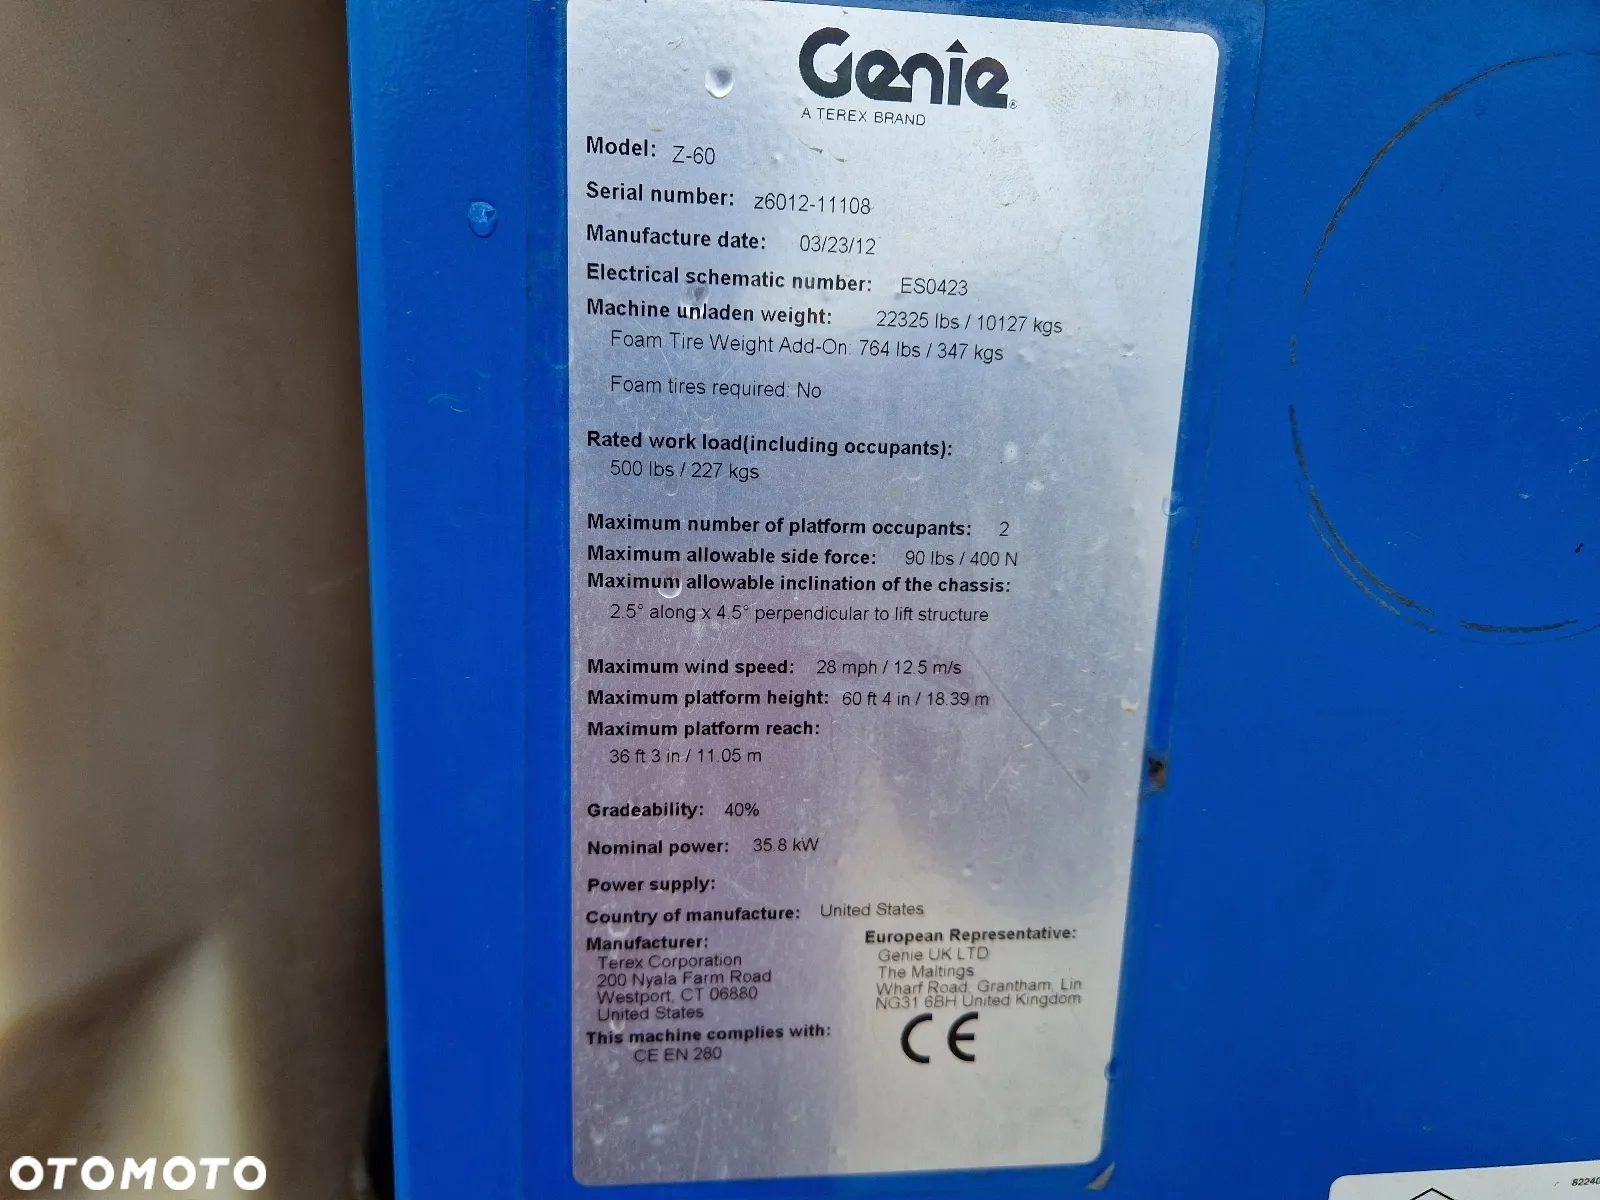 Genie®
A TEREX BRAND
Model: Z-60
Serial number: z6012-11108
Manufacture date: 03/23/12
Electrical schematic number: ES0423
Machine unladen weight: 22325 lbs / 10127 kgs
Foam Tire Weight Add-On: 764 lbs / 347 kgs
Foam tires required: No
Rated work load(including occupants):
500 lbs / 227 kgs
Maximum number of platform occupants: 2
Maximum allowable side force: 90 lbs / 400 N
Maximum allowable inclination of the chassis:
2.5° along x 4.5° perpendicular to lift structure
Maximum wind speed: 28 mph / 12.5 m/s
Maximum platform height: 60 ft 4 in / 18.39 m
Maximum platform reach:
36 ft 3 in / 11.05 m
Gradeability: 40%
Nominal power: 35.8 kW
Power supply:
Country of manufacture: United States
Manufacturer:
Terex Corporation
200 Nyala Farm Road
Westport, CT 06880
United States
European Representative:
Genie UK LTD
The Maltings
Wharf Road, Grantham, Lin
NG31 6BH United Kingdom
This machine complies with:
CE EN 280
CE
OTOMOTO